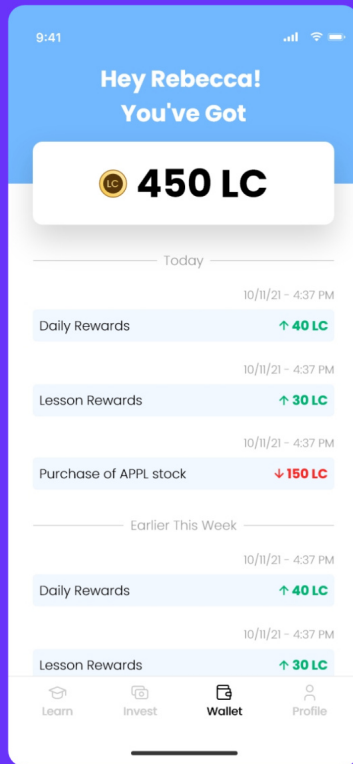 9:41
Hey Rebecca!
You've Got
LC 450 LC
Today
10/11/21 - 4:37 PM
Daily Rewards ↑ 40 LC
10/11/21 - 4:37 PM
Lesson Rewards ↑ 30 LC
10/11/21 - 4:37 PM
Purchase of APPL stock ↓ 150 LC
Earlier This Week
10/11/21 - 4:37 PM
Daily Rewards ↑ 40 LC
10/11/21 - 4:37 PM
Lesson Rewards ↑ 30 LC
Learn Invest Wallet Profile